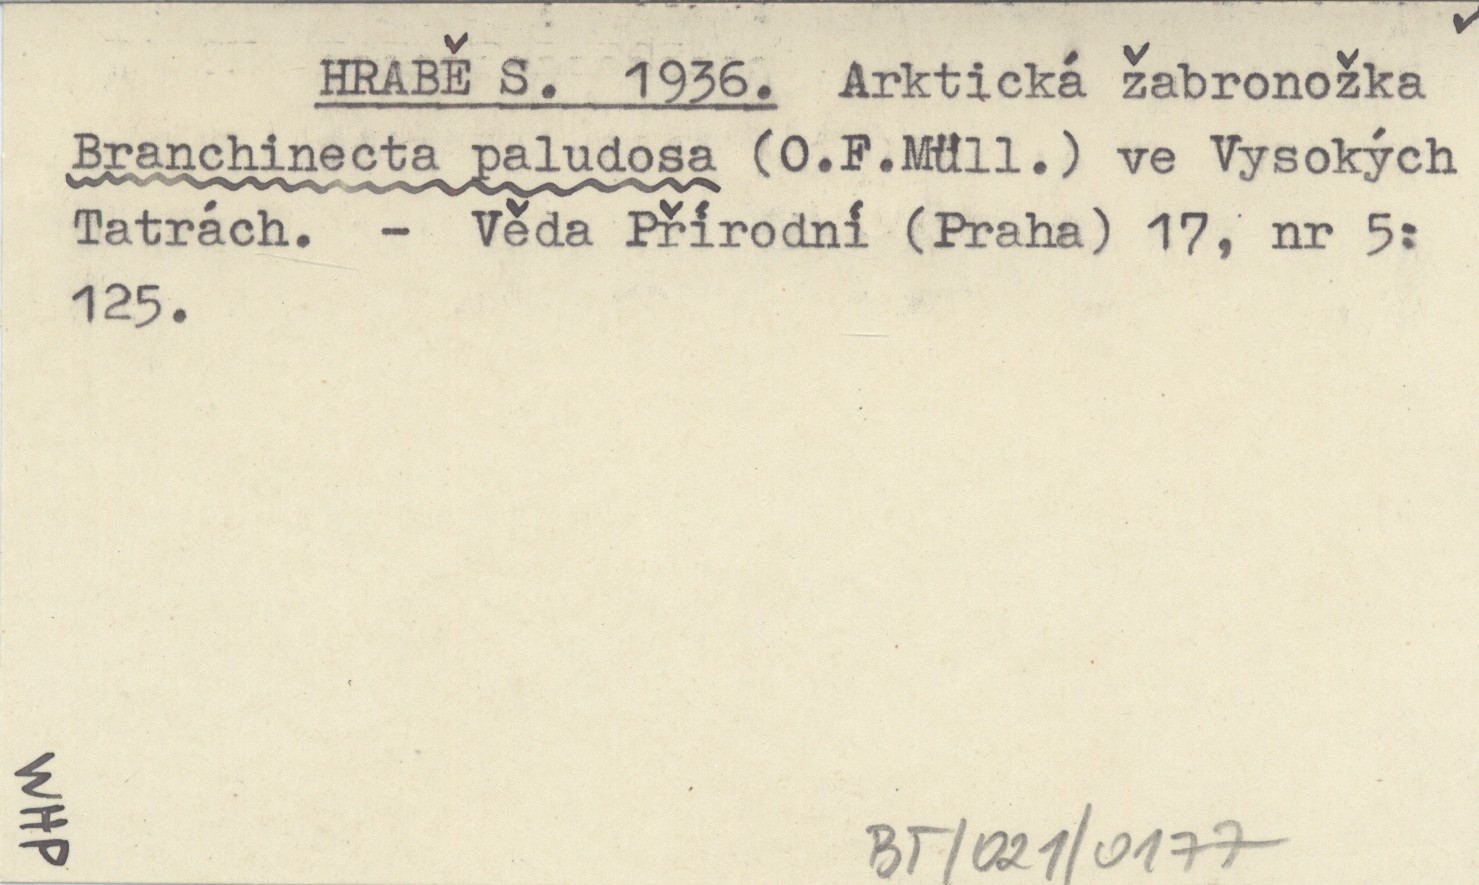 HRABĚ S. 1936. Arktická žabronožka
Branchinecta paludosa (O.F.Müll.) ve Vysokých
Tatrách. - Věda Přírodní (Praha) 17, nr 5:
125.
WHP
BT/021/0177